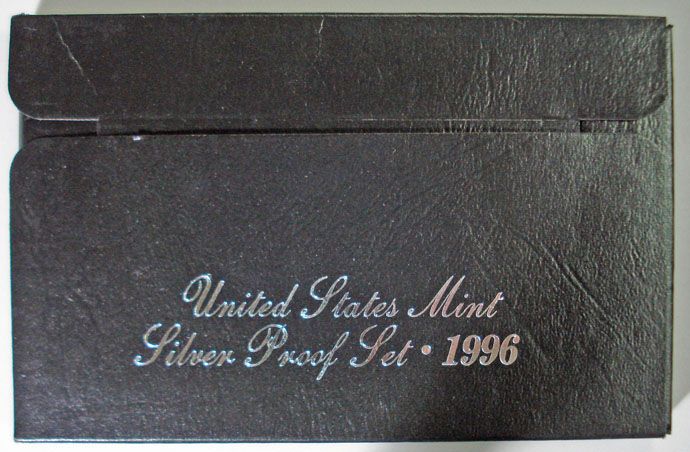 United States Mint
Silver Proof Set • 1996